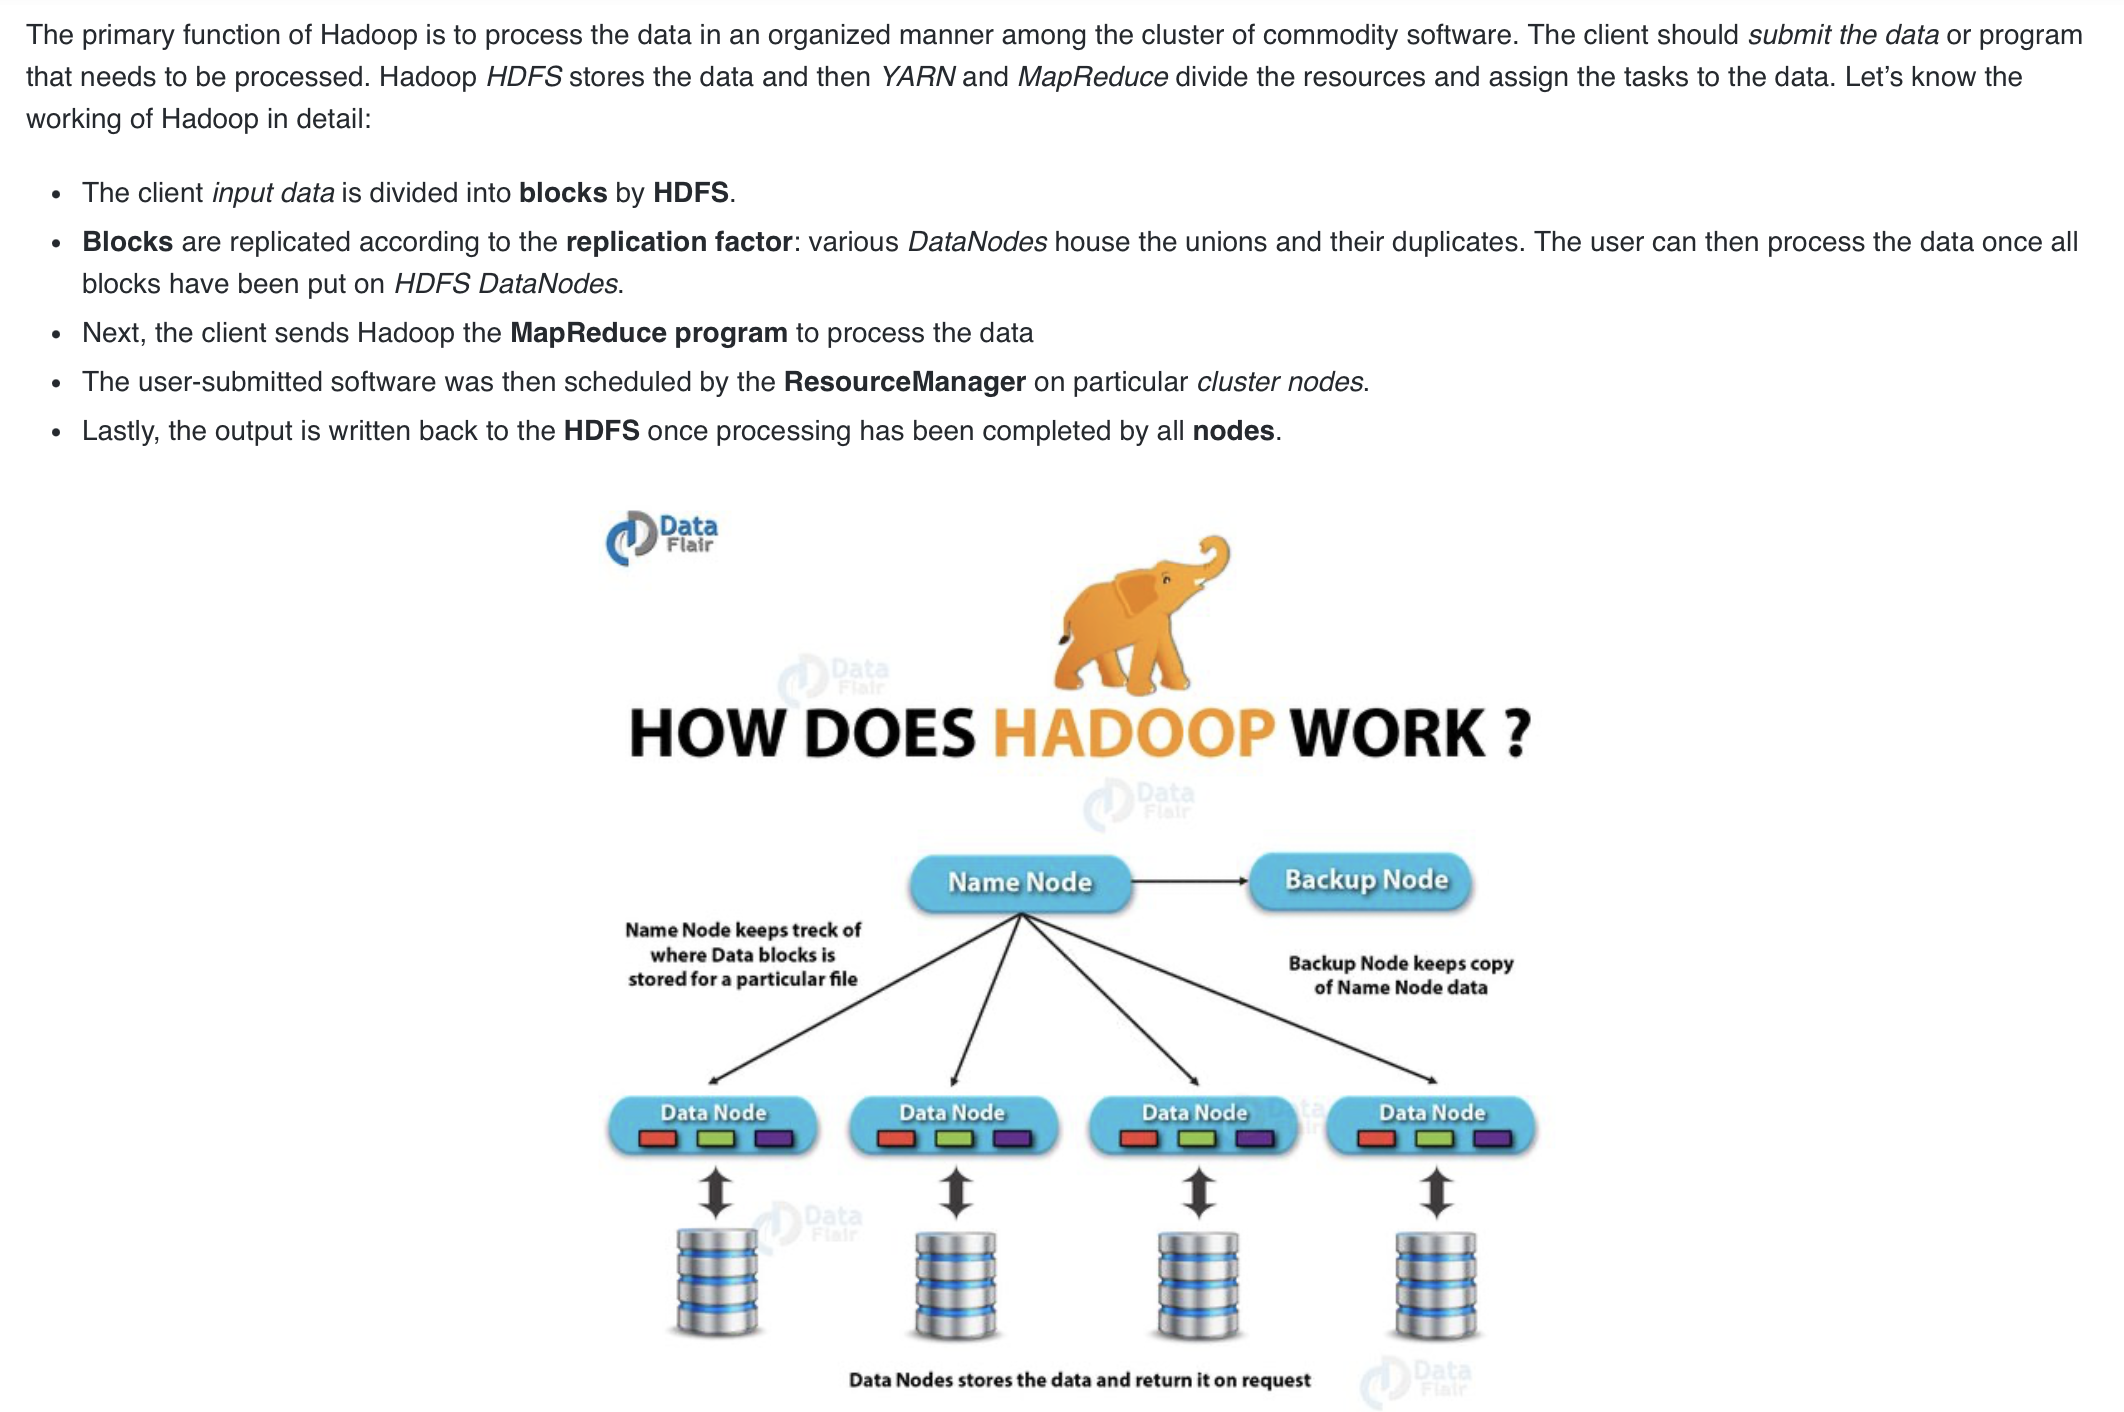 The primary function of Hadoop is to process the data in an organized manner among the cluster of commodity software. The client should submit the data or program
that needs to be processed. Hadoop HDFS stores the data and then YARN and MapReduce divide the resources and assign the tasks to the data. Let’s know the
working of Hadoop in detail:
• The client input data is divided into blocks by HDFS.
• Blocks are replicated according to the replication factor: various DataNodes house the unions and their duplicates. The user can then process the data once all
blocks have been put on HDFS DataNodes.
• Next, the client sends Hadoop the MapReduce program to process the data
• The user-submitted software was then scheduled by the ResourceManager on particular cluster nodes.
• Lastly, the output is written back to the HDFS once processing has been completed by all nodes.
Data
Flair
Data
Flair
HOW DOES HADOOP WORK ?
Data
Flair
Name Node
Backup Node
Name Node keeps treck of
where Data blocks is
stored for a particular file
Backup Node keeps copy
of Name Node data
Data Node
Data Node
Data Node
Data Node
Data
Flair
Data
Flair
Data Nodes stores the data and return it on request
Data
Flair